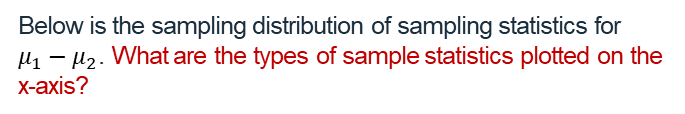 Below is the sampling distribution of sampling statistics for
μ₁ − μ₂. What are the types of sample statistics plotted on the
x-axis?